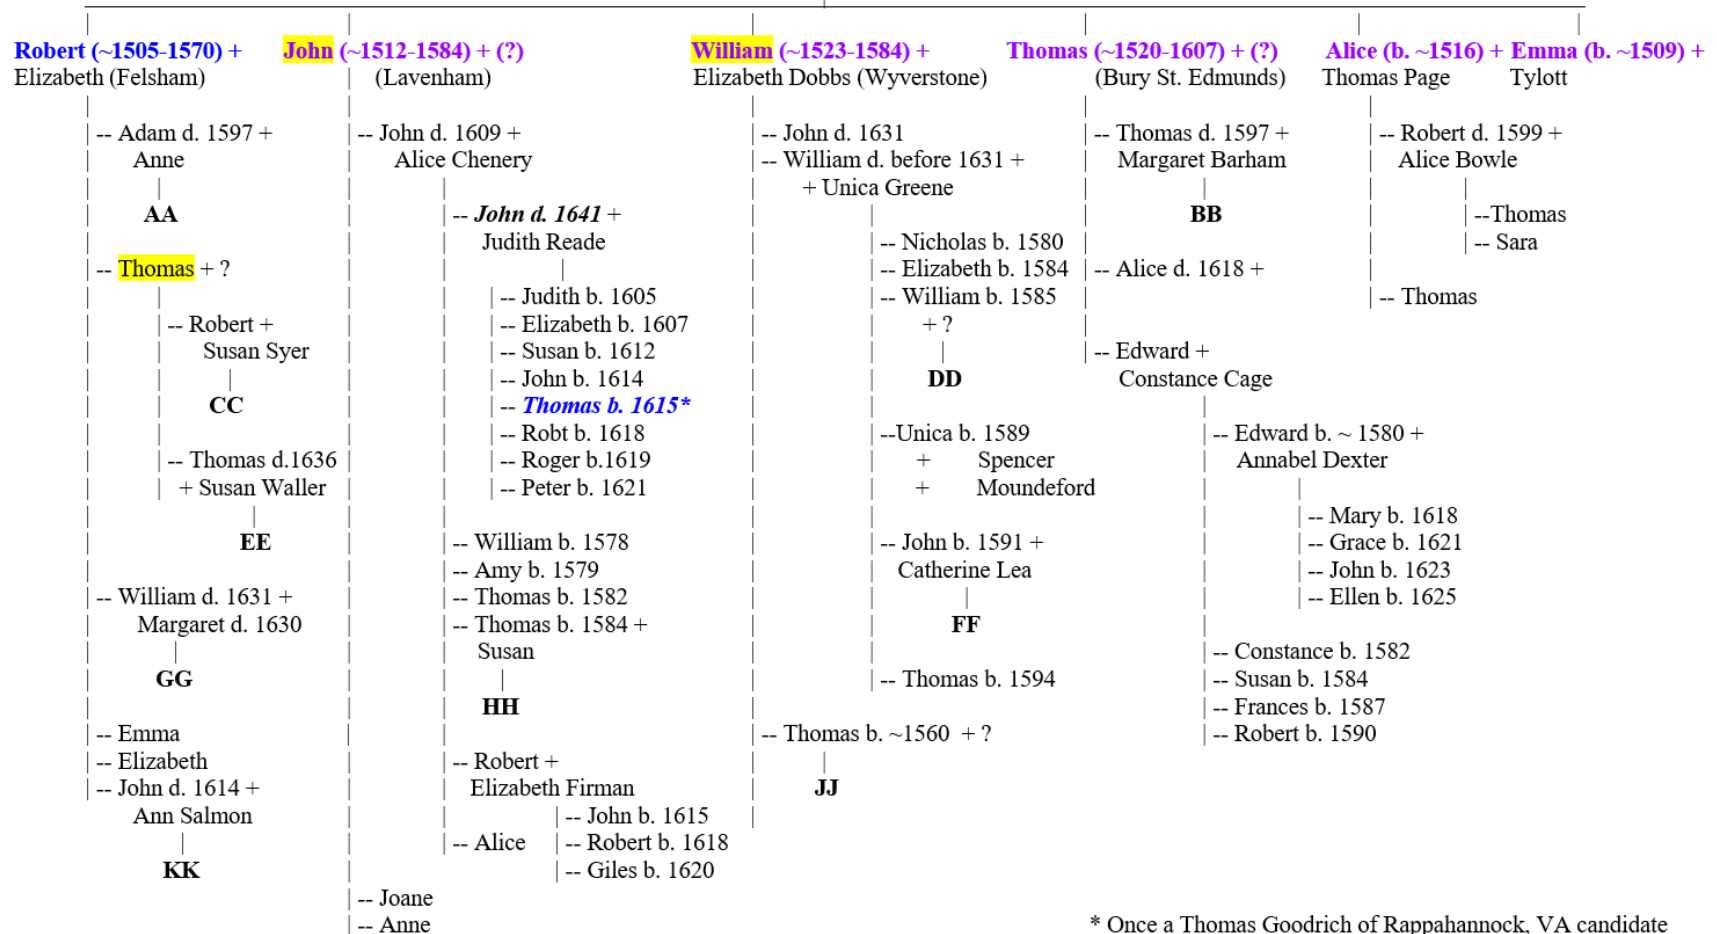 Robert (~1505-1570) + John (~1512-1584) + (?) William (~1523-1584) + Thomas (~1520-1607) + (?) Alice (b. ~1516) + Emma (b. ~1509) +
Elizabeth (Felsham) (Lavenham) Elizabeth Dobbs (Wyverstone) (Bury St. Edmunds) Thomas Page Tylott
-- Adam d. 1597 + -- John d. 1609 + -- John d. 1631 -- Thomas d. 1597 + -- Robert d. 1599 +
Anne Alice Chenery -- William d. before 1631 + Margaret Barham Alice Bowle
+ Unica Greene
AA -- John d. 1641 + BB --Thomas
Judith Reade -- Nicholas b. 1580 -- Sara
-- Thomas + ? -- Elizabeth b. 1584 -- Alice d. 1618 +
-- Judith b. 1605 -- William b. 1585 -- Thomas
-- Robert + -- Elizabeth b. 1607 + ?
Susan Syer -- Susan b. 1612 -- Edward +
CC -- John b. 1614 DD Constance Cage
-- Thomas b. 1615*
-- Robt b. 1618 --Unica b. 1589 -- Edward b. ~ 1580 +
-- Thomas d.1636 -- Roger b.1619 + Spencer Annabel Dexter
+ Susan Waller -- Peter b. 1621 + Moundeford
-- Mary b. 1618
EE -- William b. 1578 -- John b. 1591 + -- Grace b. 1621
-- Amy b. 1579 Catherine Lea -- John b. 1623
-- William d. 1631 + -- Thomas b. 1582 -- Ellen b. 1625
Margaret d. 1630 -- Thomas b. 1584 + FF
Susan -- Constance b. 1582
GG -- Thomas b. 1594 -- Susan b. 1584
HH -- Frances b. 1587
-- Emma -- Thomas b. ~1560 + ? -- Robert b. 1590
-- Elizabeth -- Robert +
-- John d. 1614 + Elizabeth Firman JJ
Ann Salmon -- John b. 1615
-- Alice -- Robert b. 1618
KK -- Giles b. 1620
-- Joane
-- Anne * Once a Thomas Goodrich of Rappahannock, VA candidate